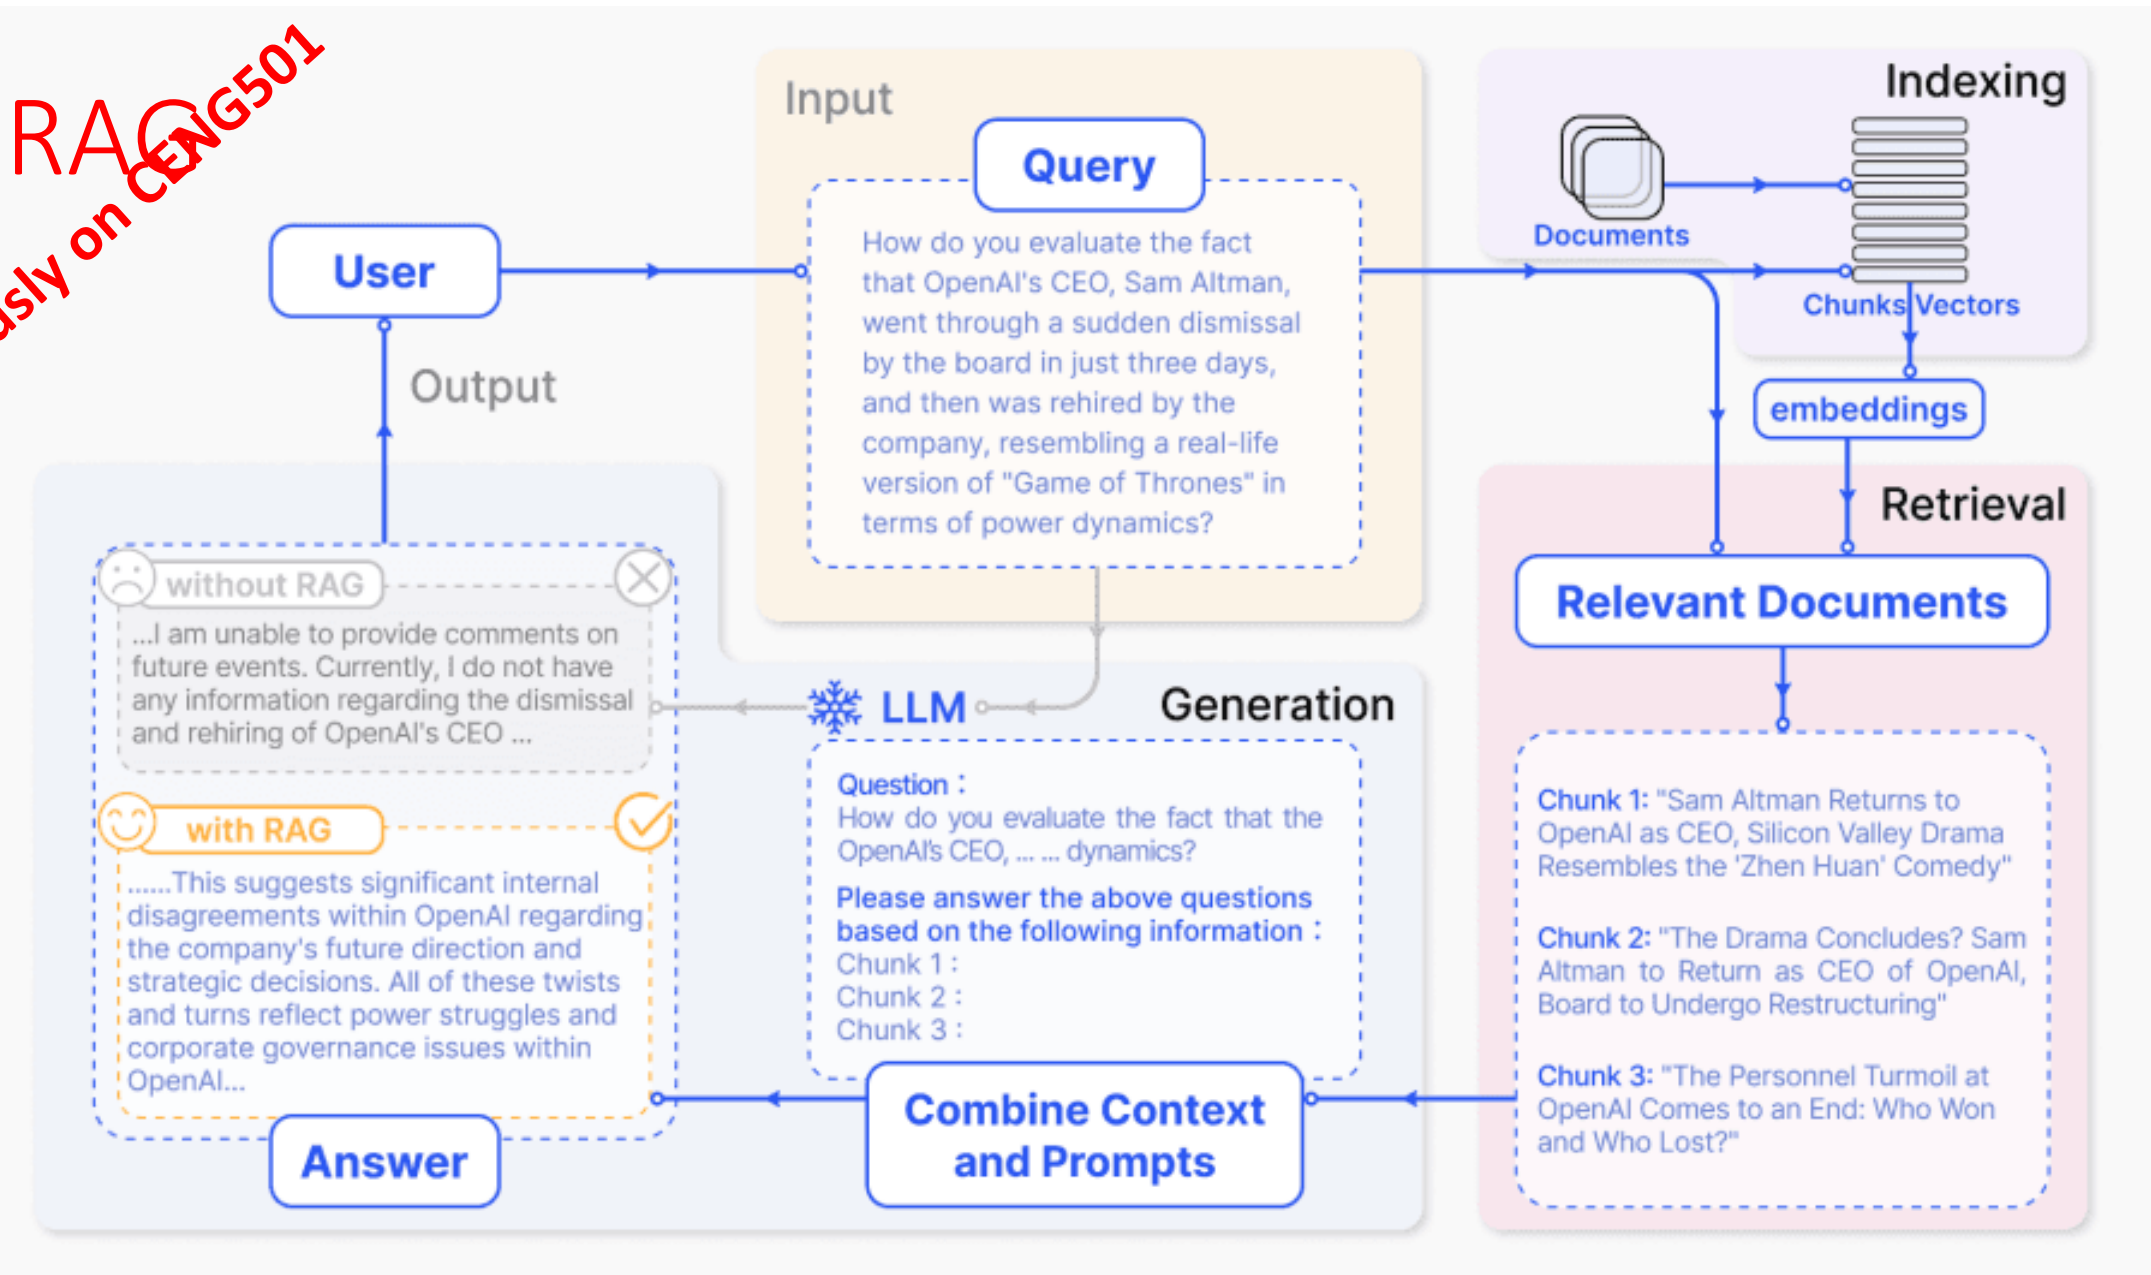 RAG
usly on CENG501
Input
Query
How do you evaluate the fact
that OpenAI's CEO, Sam Altman,
went through a sudden dismissal
by the board in just three days,
and then was rehired by the
company, resembling a real-life
version of "Game of Thrones" in
terms of power dynamics?
Indexing
Documents
Chunks Vectors
embeddings
User
Output
Retrieval
Relevant Documents
Chunk 1: "Sam Altman Returns to
OpenAI as CEO, Silicon Valley Drama
Resembles the 'Zhen Huan' Comedy"
Chunk 2: "The Drama Concludes? Sam
Altman to Return as CEO of OpenAI,
Board to Undergo Restructuring"
Chunk 3: "The Personnel Turmoil at
OpenAI Comes to an End: Who Won
and Who Lost?"
Generation
LLM
Question :
How do you evaluate the fact that the
OpenAI's CEO, ... ... dynamics?
Please answer the above questions
based on the following information :
Chunk 1 :
Chunk 2 :
Chunk 3 :
Combine Context
and Prompts
without RAG
...I am unable to provide comments on
future events. Currently, I do not have
any information regarding the dismissal
and rehiring of OpenAI's CEO ...
with RAG
......This suggests significant internal
disagreements within OpenAI regarding
the company's future direction and
strategic decisions. All of these twists
and turns reflect power struggles and
corporate governance issues within
OpenAI...
Answer